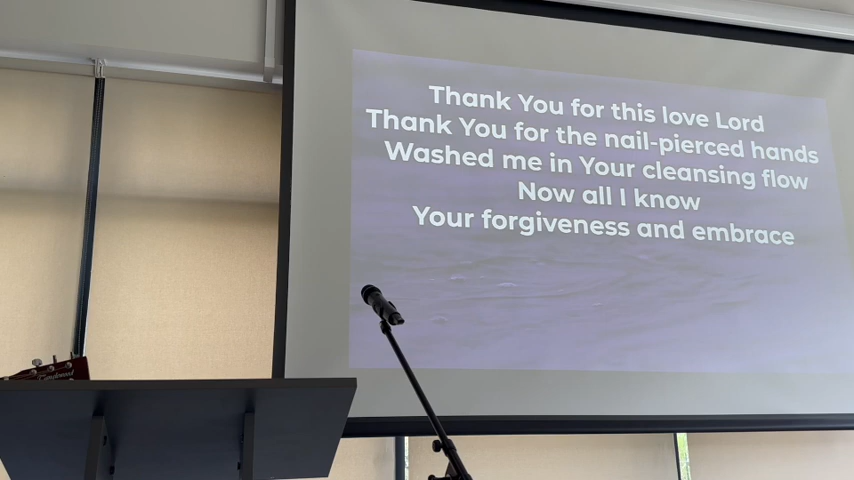 Thank You for this love Lord
Thank You for the nail-pierced hands
Washed me in Your cleansing flow
Now all I know
Your forgiveness and embrace